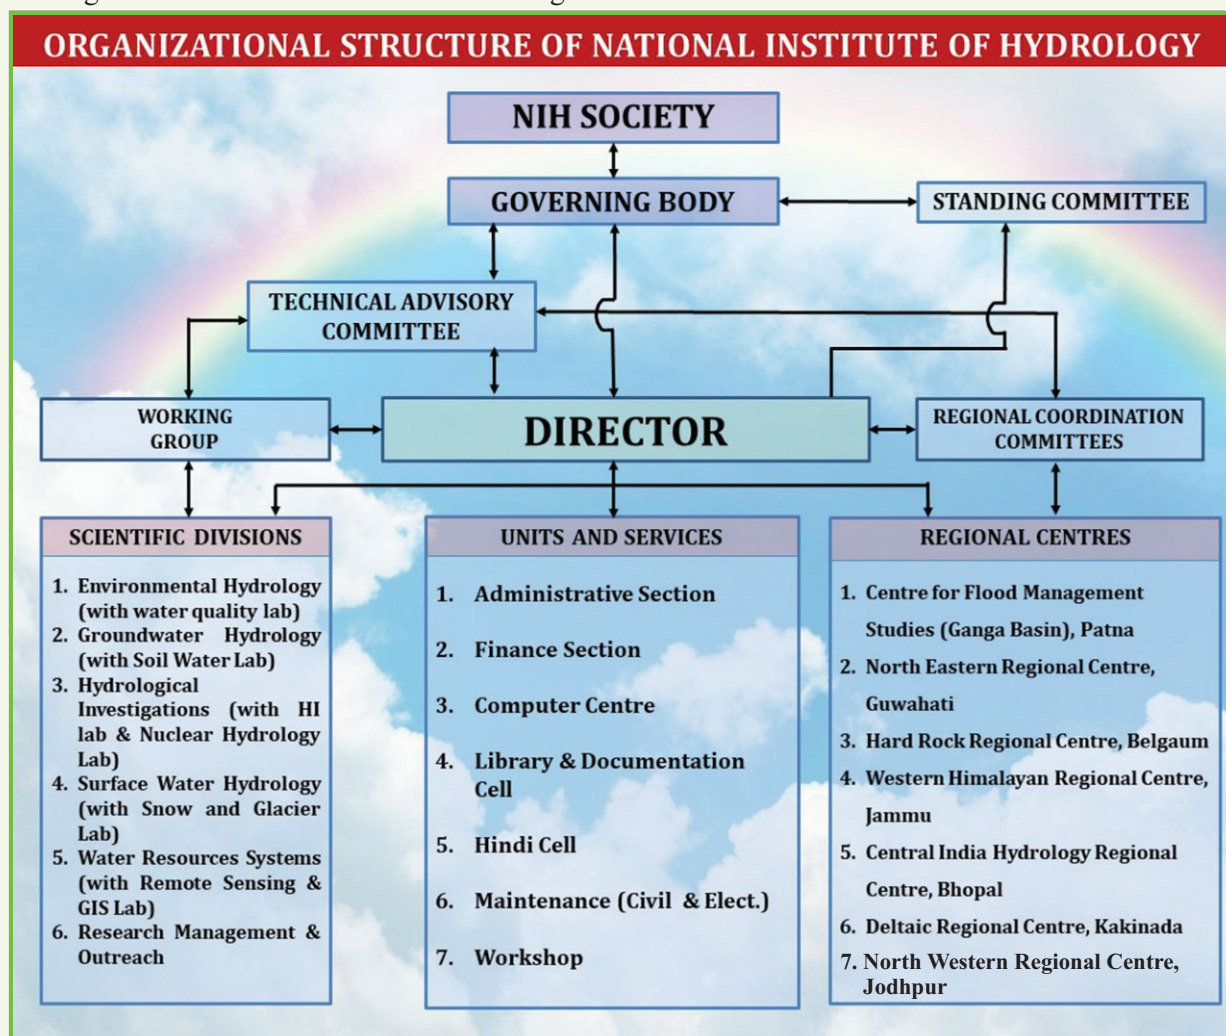 ORGANIZATIONAL STRUCTURE OF NATIONAL INSTITUTE OF HYDROLOGY
NIH SOCIETY
GOVERNING BODY
STANDING COMMITTEE
TECHNICAL ADVISORY
COMMITTEE
WORKING
GROUP
DIRECTOR
REGIONAL COORDINATION
COMMITTEES
SCIENTIFIC DIVISIONS
1. Environmental Hydrology
(with water quality lab)
2. Groundwater Hydrology
(with Soil Water Lab)
3. Hydrological
Investigations (with HI
lab & Nuclear Hydrology
Lab)
4. Surface Water Hydrology
(with Snow and Glacier
Lab)
5. Water Resources Systems
(with Remote Sensing &
GIS Lab)
6. Research Management &
Outreach
UNITS AND SERVICES
1. Administrative Section
2. Finance Section
3. Computer Centre
4. Library & Documentation
Cell
5. Hindi Cell
6. Maintenance (Civil & Elect.)
7. Workshop
REGIONAL CENTRES
1. Centre for Flood Management
Studies (Ganga Basin), Patna
2. North Eastern Regional Centre,
Guwahati
3. Hard Rock Regional Centre, Belgaum
4. Western Himalayan Regional Centre,
Jammu
5. Central India Hydrology Regional
Centre, Bhopal
6. Deltaic Regional Centre, Kakinada
7. North Western Regional Centre,
Jodhpur